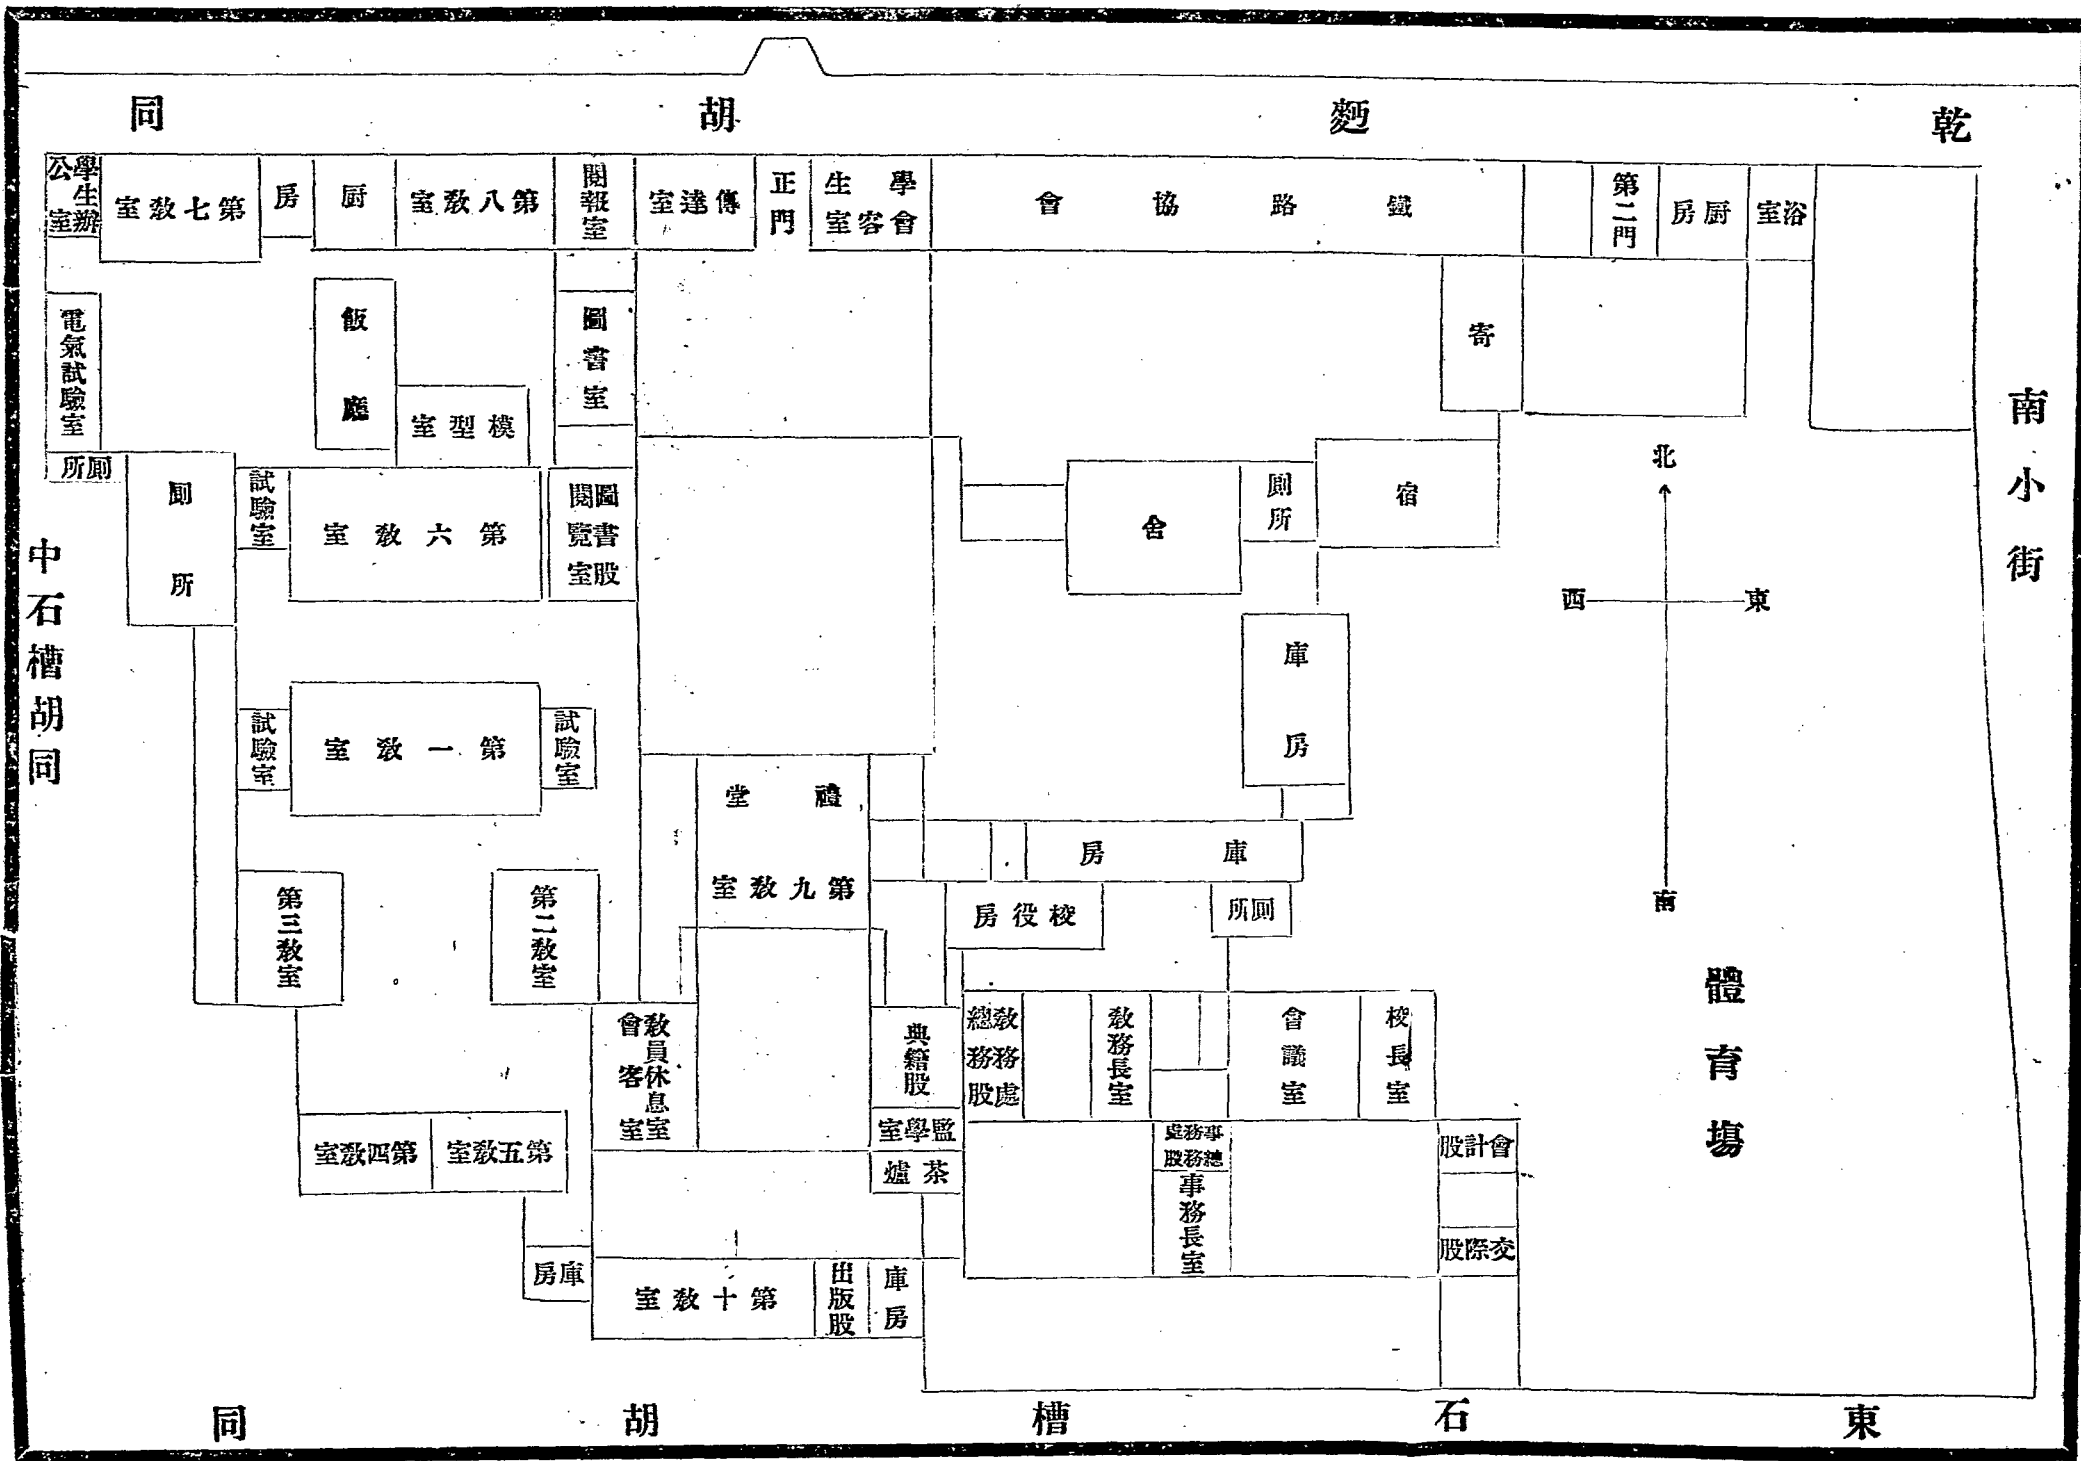 乾麪胡同
浴室
廚房
第二門
鐵路協會
學生會客室
正門
傳達室
閱報室
第八教室
廚
房
第七教室
學生辦公室
寄
圖書室
飯廳
電氣試驗室
模型室
南小街
北
東
南
西
宿
廁所
舍
圖書股閱覽室
第六教室
試驗室
廁所
廁所
中石槽胡同
庫房
試驗室
第一教室
試驗室
禮堂
第九教室
庫房
校役房
廁所
第二教室
第三教室
體育場
校長室
會議室
教務長室
教務處總務股
典籍股
教員休息室會客室
監學室
茶爐
事務處總務股
事務長室
會計股
交際股
第五教室
第四教室
庫房
庫房
出版股
第十教室
東石槽胡同